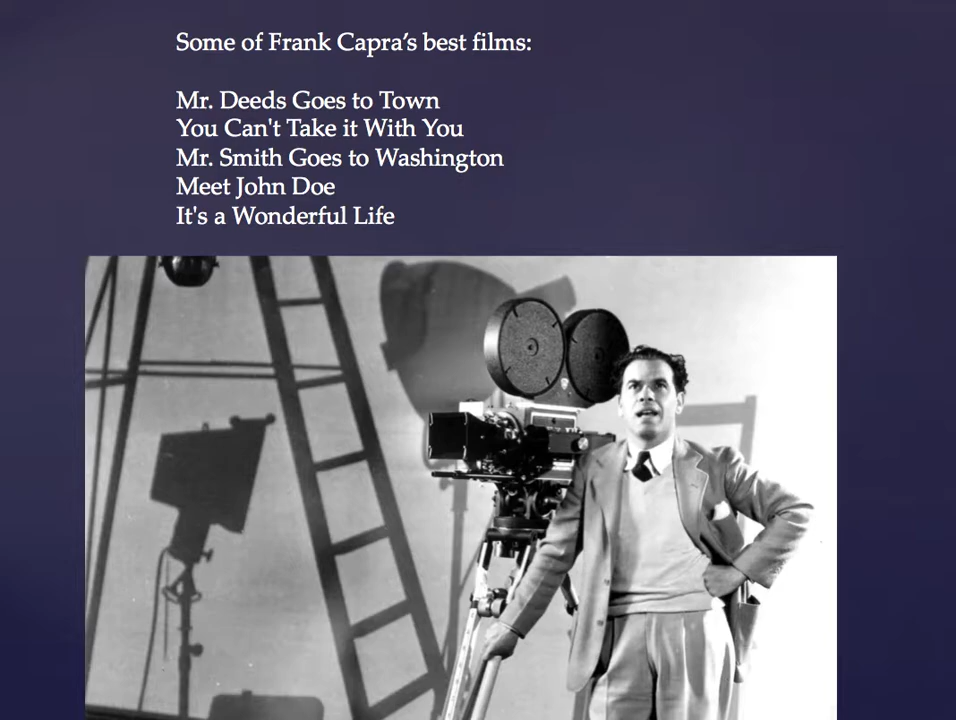 Some of Frank Capra’s best films:
Mr. Deeds Goes to Town
You Can't Take it With You
Mr. Smith Goes to Washington
Meet John Doe
It's a Wonderful Life